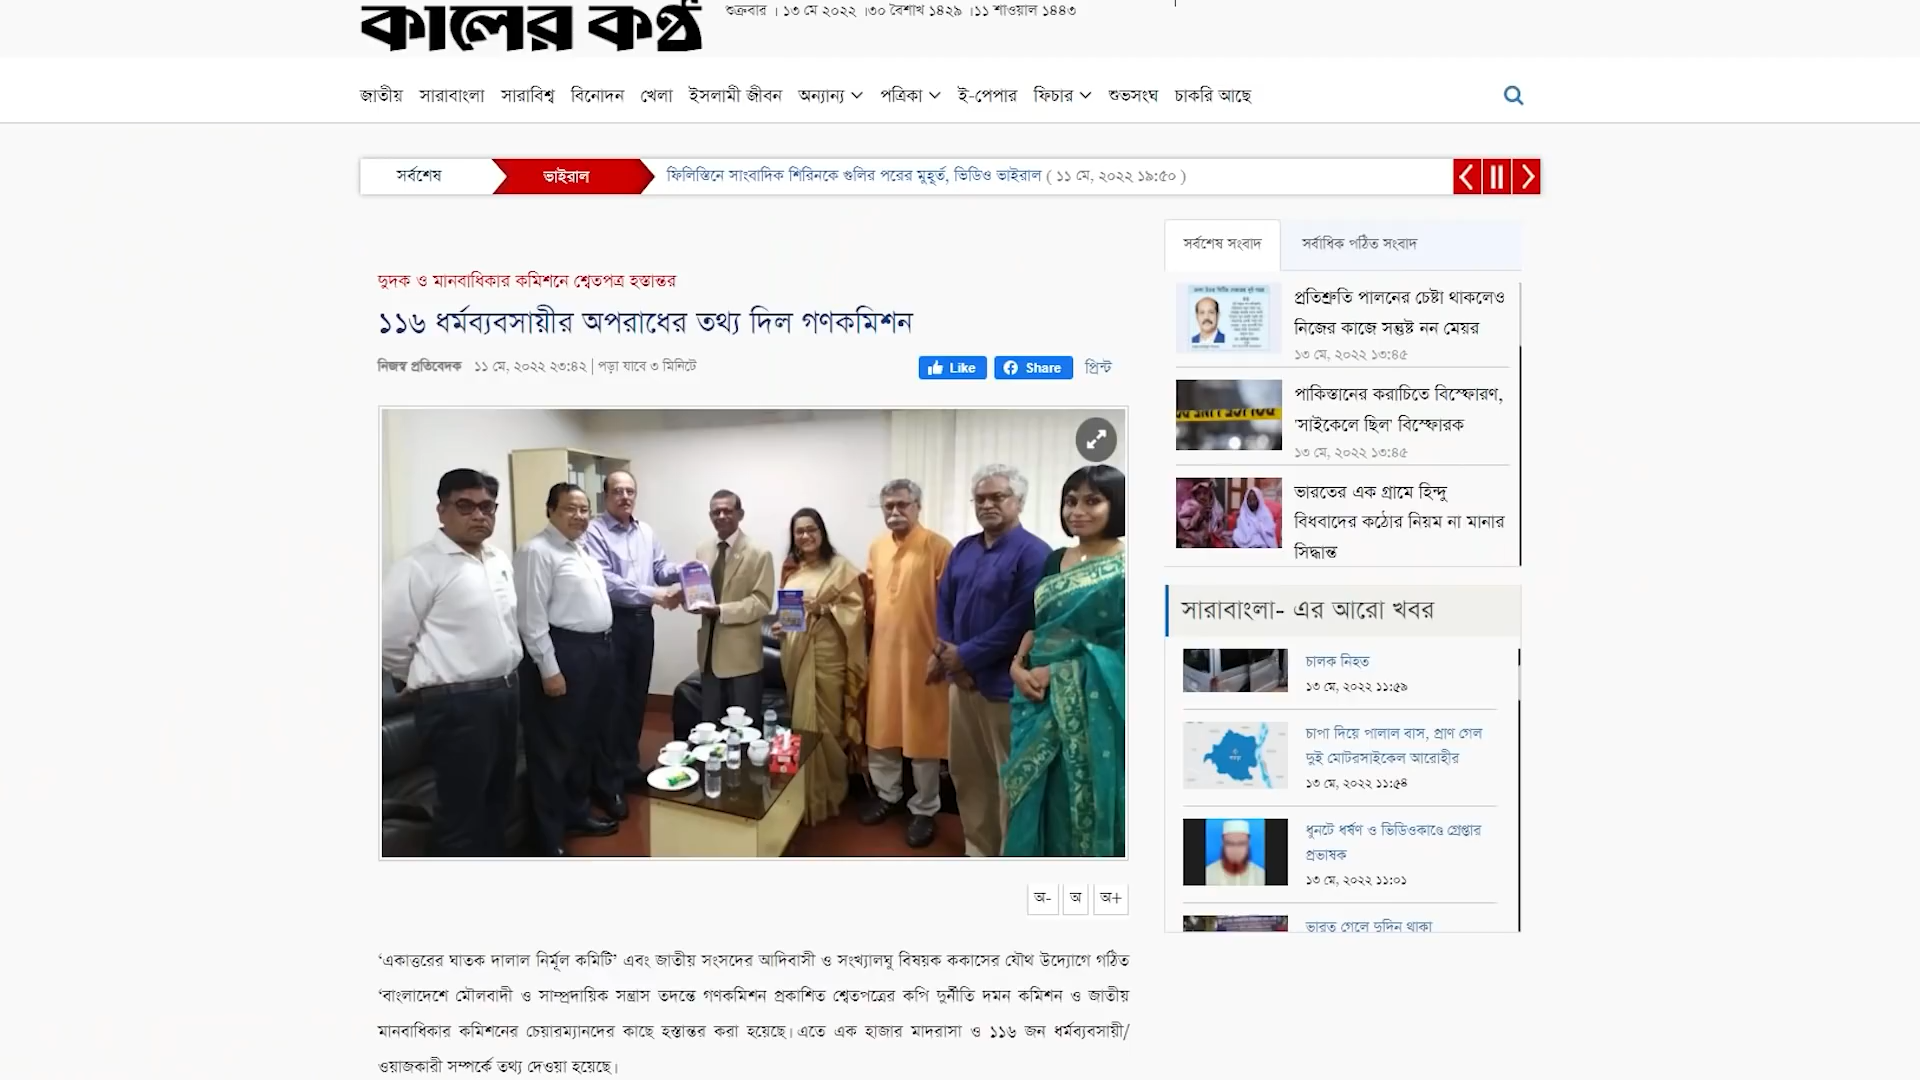 কালের কণ্ঠ
শুক্রবার । ১৩ মে ২০২২ ।৩০ বৈশাখ ১৪২৯ ।১১ শাওয়াল ১৪৪৩
জাতীয় সারাবাংলা সারাবিশ্ব বিনোদন খেলা ইসলামী জীবন অন্যান্য পত্রিকা ই-পেপার ফিচার শুভসংঘ চাকরি আছে
সর্বশেষ ভাইরাল ফিলিস্তিনে সাংবাদিক শিরিনকে গুলির পরের মুহূর্ত, ভিডিও ভাইরাল ( ১১ মে, ২০২২ ১৯:৫০ )
দুদক ও মানবাধিকার কমিশনে শ্বেতপত্র হস্তান্তর
১১৬ ধর্মব্যবসায়ীর অপরাধের তথ্য দিল গণকমিশন
নিজস্ব প্রতিবেদক ১১ মে, ২০২২ ২৩:৪২ | পড়া যাবে ৩ মিনিটে
Like Share প্রিন্ট
অ- অ অ+
‘একাত্তরের ঘাতক দালাল নির্মূল কমিটি’ এবং জাতীয় সংসদের আদিবাসী ও সংখ্যালঘু বিষয়ক ককাসের যৌথ উদ্যোগে গঠিত
‘বাংলাদেশে মৌলবাদী ও সাম্প্রদায়িক সন্ত্রাস তদন্তে গণকমিশন প্রকাশিত শ্বেতপত্রের কপি দুর্নীতি দমন কমিশন ও জাতীয়
মানবাধিকার কমিশনের চেয়ারম্যানদের কাছে হস্তান্তর করা হয়েছে। এতে এক হাজার মাদরাসা ও ১১৬ জন ধর্মব্যবসায়ী/
ওয়াজকারী সম্পর্কে তথ্য দেওয়া হয়েছে।
সর্বশেষ সংবাদ সর্বাধিক পঠিত সংবাদ
প্রতিশ্রুতি পালনের চেষ্টা থাকলেও
নিজের কাজে সন্তুষ্ট নন মেয়র
১৩ মে, ২০২২ ১৩:৪৫
পাকিস্তানের করাচিতে বিস্ফোরণ,
'সাইকেলে ছিল' বিস্ফোরক
১৩ মে, ২০২২ ১৩:৪৫
ভারতের এক গ্রামে হিন্দু
বিধবাদের কঠোর নিয়ম না মানার
সিদ্ধান্ত
সারাবাংলা- এর আরো খবর
চালক নিহত
১৩ মে, ২০২২ ১১:৫৯
চাপা দিয়ে পালাল বাস, প্রাণ গেল
দুই মোটরসাইকেল আরোহীর
১৩ মে, ২০২২ ১১:৫৪
ধুনটে ধর্ষণ ও ভিডিওকাণ্ডে গ্রেপ্তার
প্রভাষক
১৩ মে, ২০২২ ১১:০১
ভারত গেলে দুদিন থাকা